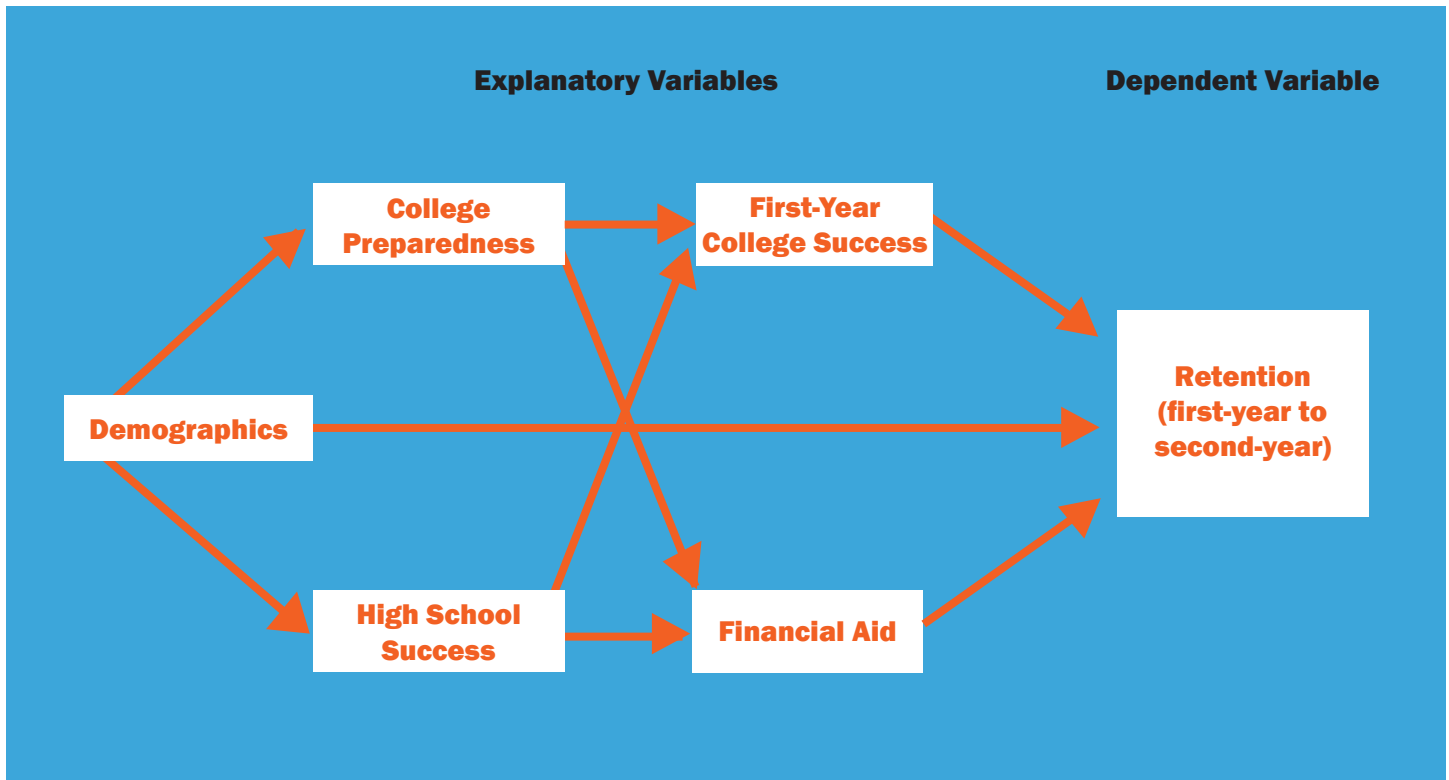 Explanatory Variables
Dependent Variable
College
Preparedness
First-Year
College Success
Demographics
Retention
(first-year to
second-year)
High School
Success
Financial Aid